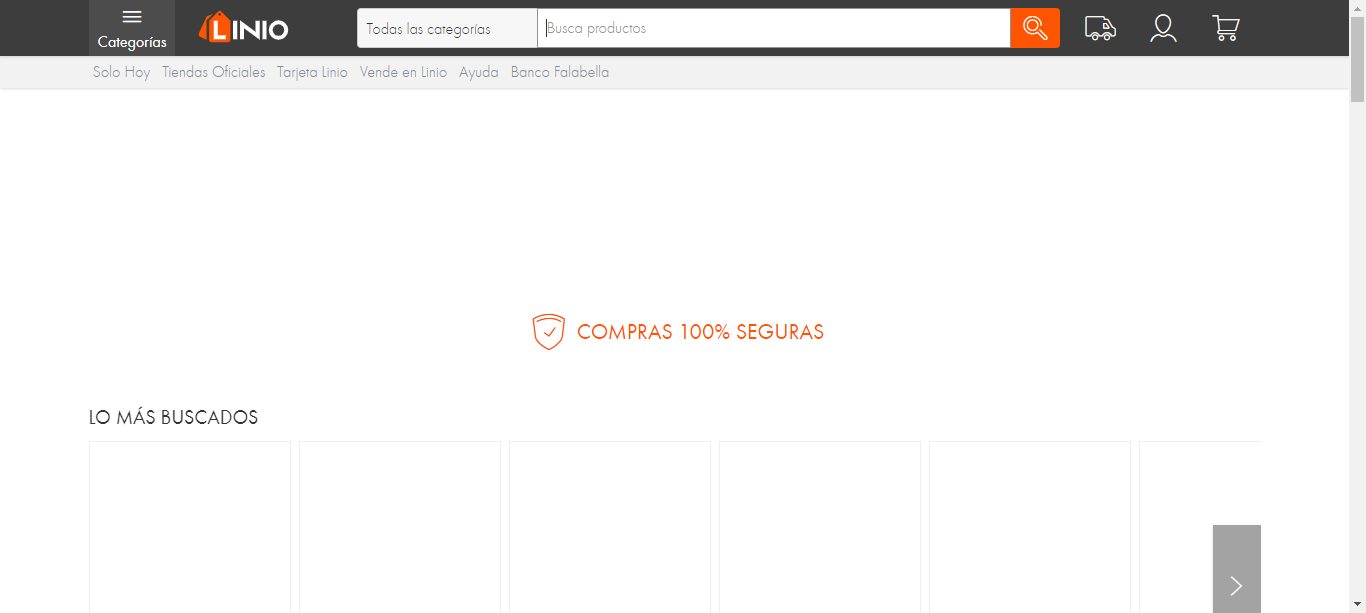 Categorías
LINIO
Todas las categorías
Busca productos
Solo Hoy Tiendas Oficiales Tarjeta Linio Vende en Linio Ayuda Banco Falabella
COMPRAS 100% SEGURAS
LO MÁS BUSCADOS